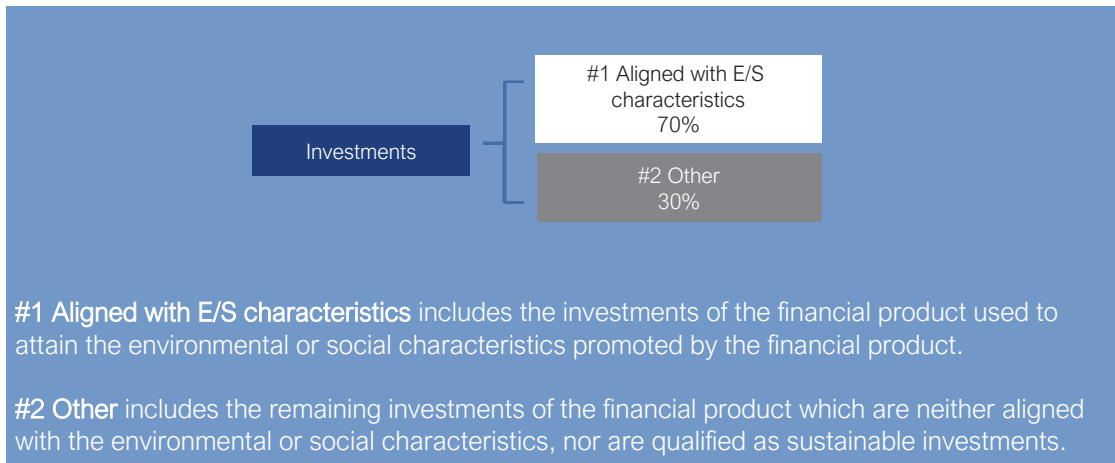 #1 Aligned with E/S
characteristics
70%
Investments
#2 Other
30%
#1 Aligned with E/S characteristics includes the investments of the financial product used to
attain the environmental or social characteristics promoted by the financial product.
#2 Other includes the remaining investments of the financial product which are neither aligned
with the environmental or social characteristics, nor are qualified as sustainable investments.